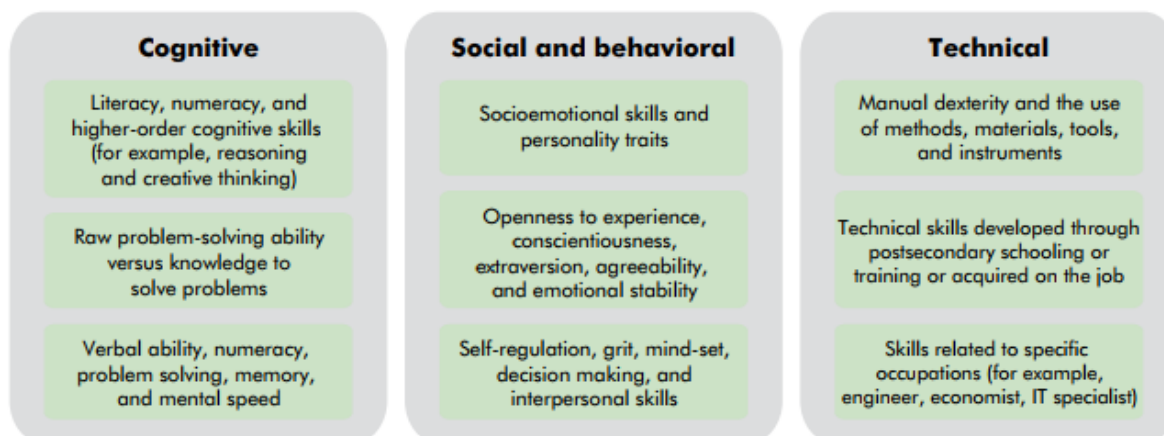 Cognitive
Literacy, numeracy, and
higher-order cognitive skills
(for example, reasoning
and creative thinking)
Raw problem-solving ability
versus knowledge to
solve problems
Verbal ability, numeracy,
problem solving, memory,
and mental speed
Social and behavioral
Socioemotional skills and
personality traits
Openness to experience,
conscientiousness,
extraversion, agreeability,
and emotional stability
Self-regulation, grit, mind-set,
decision making, and
interpersonal skills
Technical
Manual dexterity and the use
of methods, materials, tools,
and instruments
Technical skills developed through
postsecondary schooling or
training or acquired on the job
Skills related to specific
occupations (for example,
engineer, economist, IT specialist)